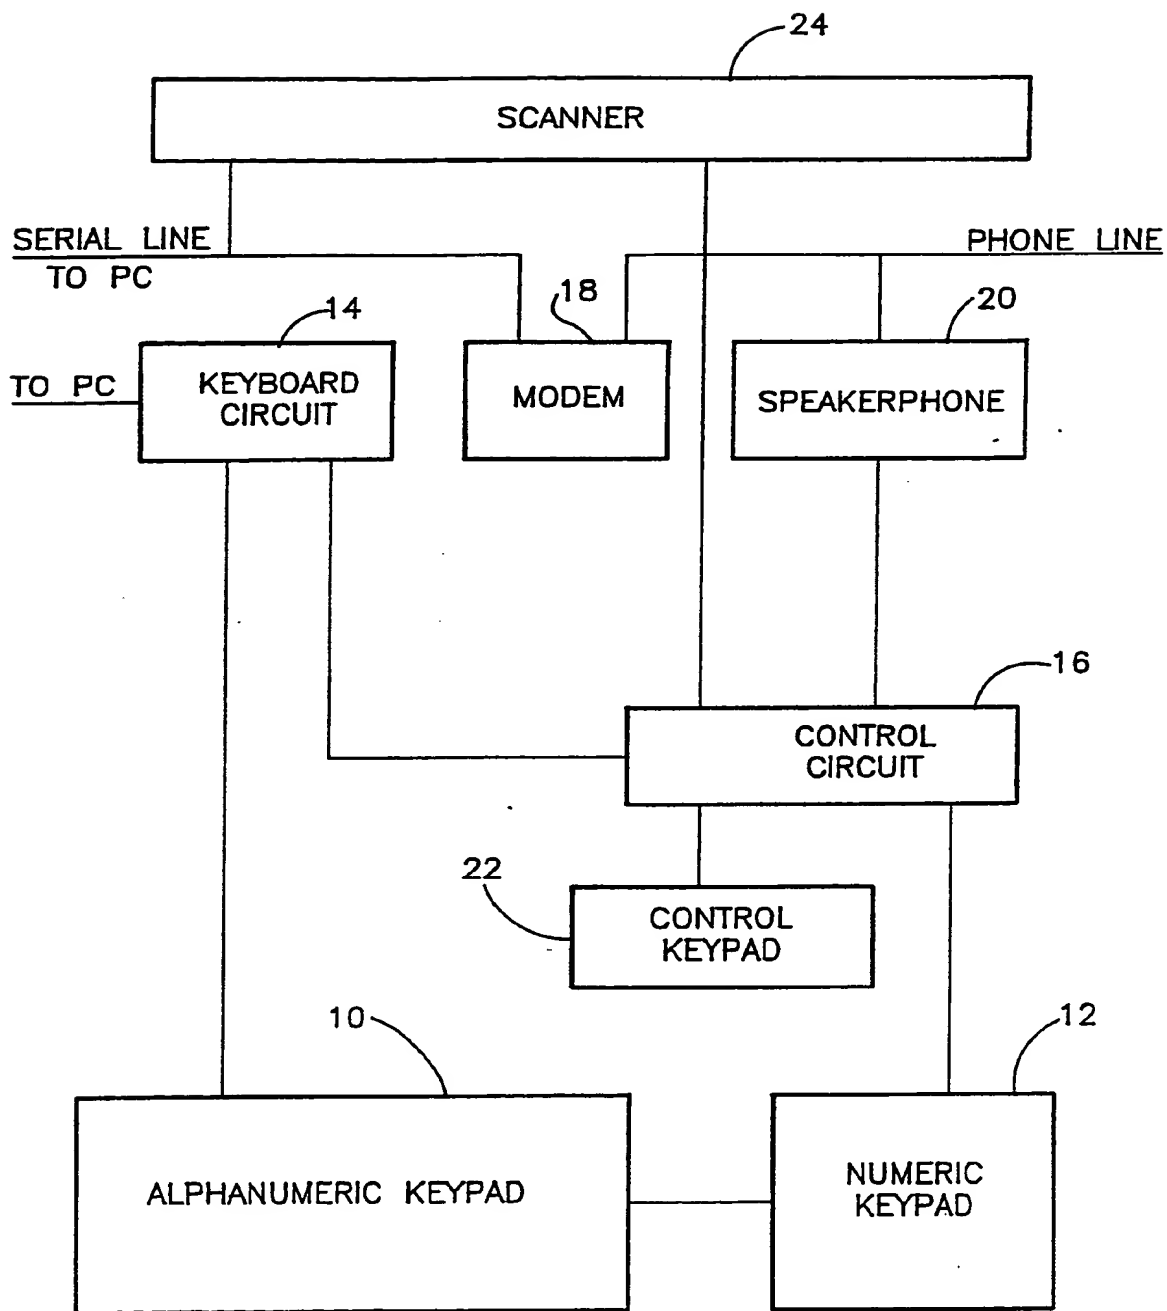 24
SCANNER
SERIAL LINE
TO PC
PHONE LINE
18
20
14
TO PC
KEYBOARD
CIRCUIT
MODEM
SPEAKERPHONE
16
CONTROL
CIRCUIT
22
CONTROL
KEYPAD
10
12
ALPHANUMERIC KEYPAD
NUMERIC
KEYPAD